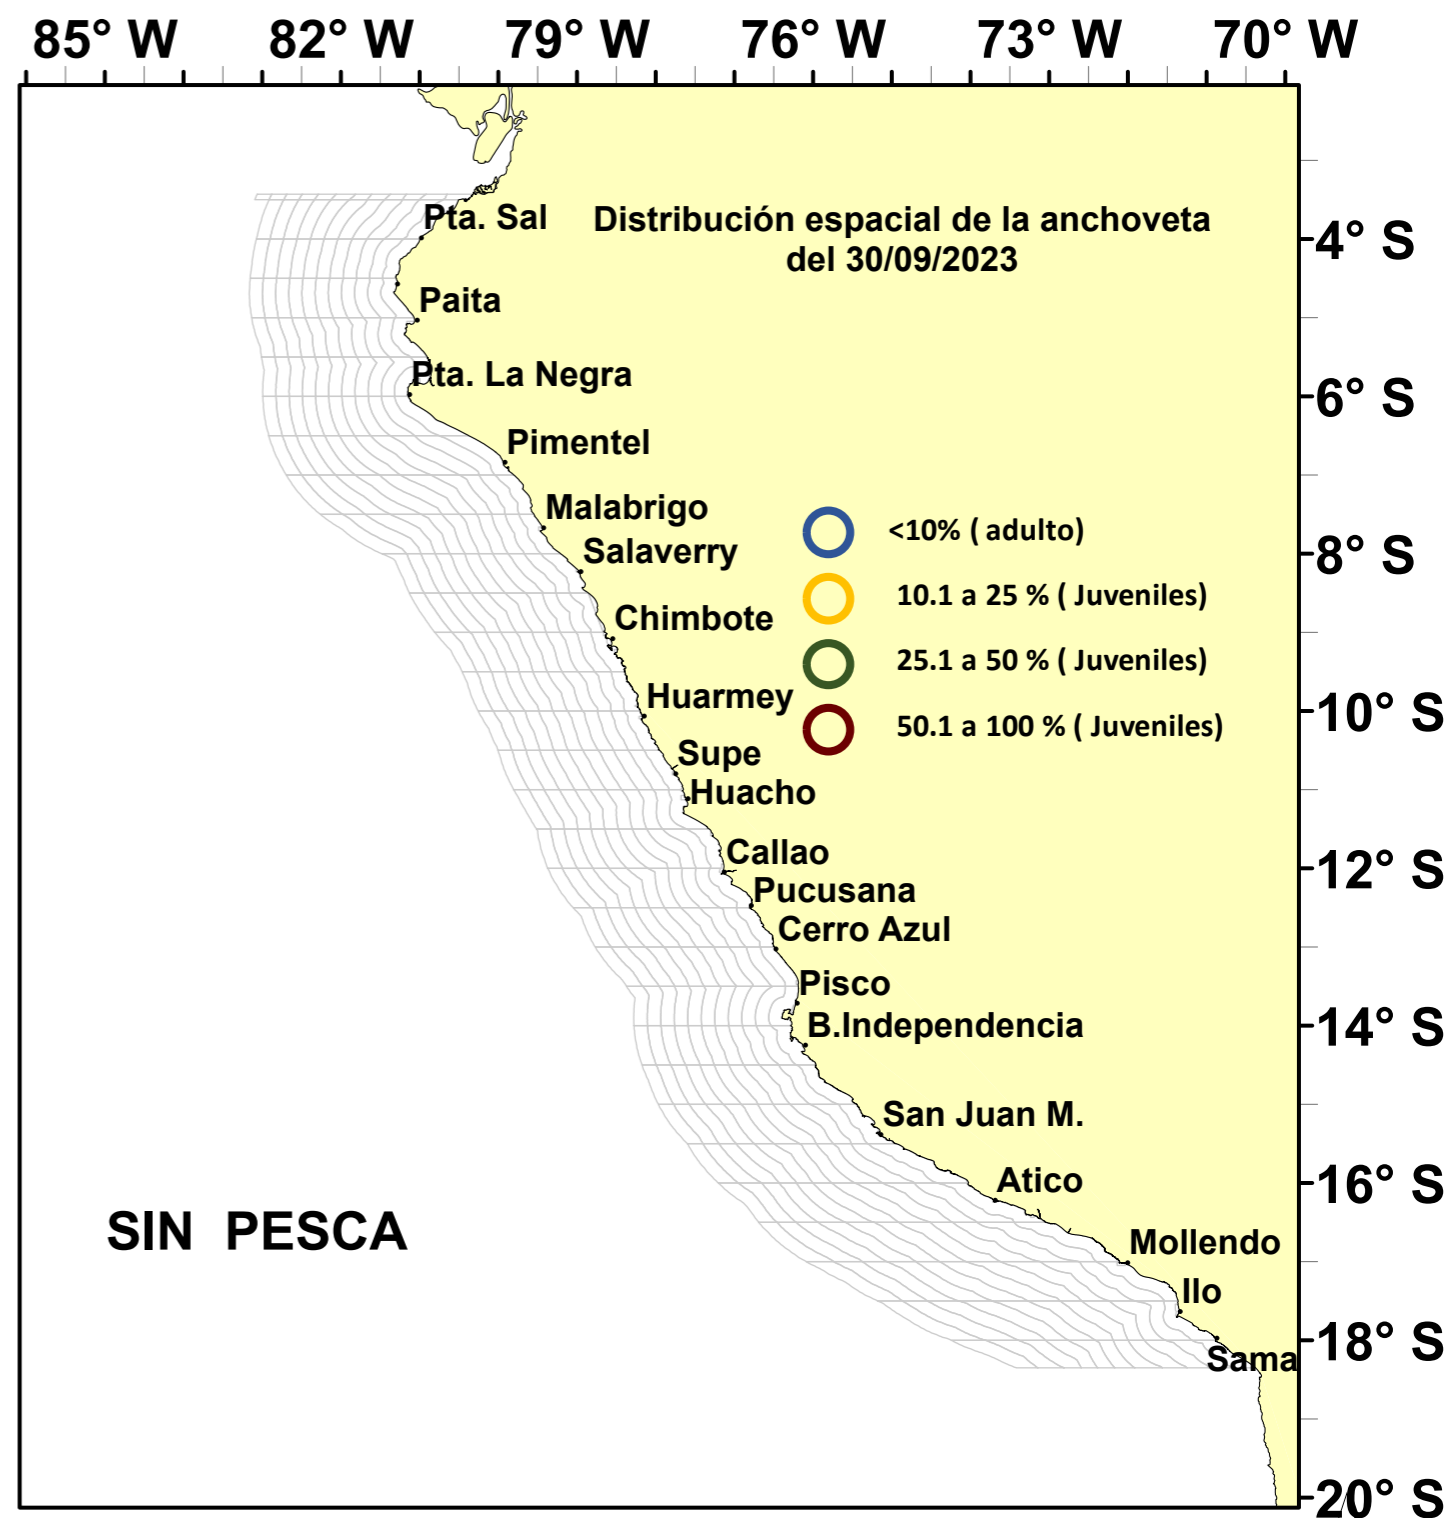 85° W 82° W 79° W 76° W 73° W 70° W
Pta. Sal
Distribución espacial de la anchoveta
del 30/09/2023
4° S
Paita
Pta. La Negra
6° S
Pimentel
Malabrigo
<10% ( adulto)
Salaverry
8° S
10.1 a 25 % ( Juveniles)
Chimbote
25.1 a 50 % ( Juveniles)
Huarmey
10° S
50.1 a 100 % ( Juveniles)
Supe
Huacho
Callao
12° S
Pucusana
Cerro Azul
Pisco
B.Independencia
14° S
San Juan M.
Atico
16° S
SIN PESCA
Mollendo
Ilo
18° S
Sama
20° S